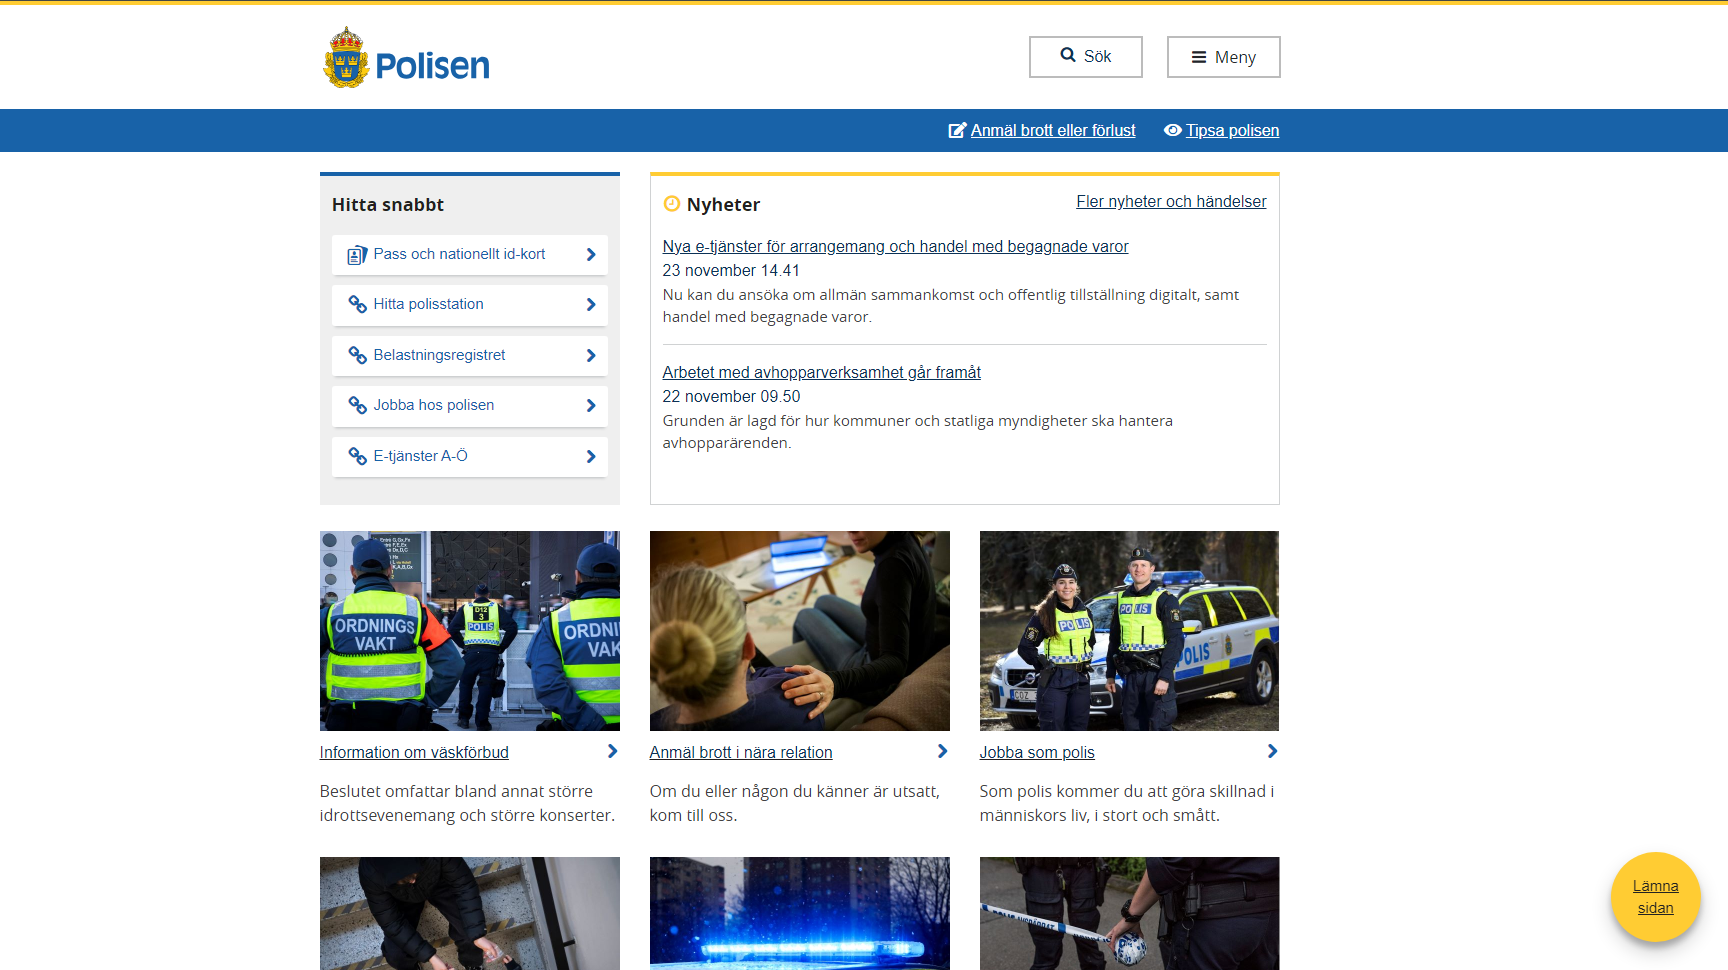 Polisen
Sök
Meny
Anmäl brott eller förlust
Tipsa polisen
Hitta snabbt
Pass och nationellt id-kort
Hitta polisstation
Belastningsregistret
Jobba hos polisen
E-tjänster A-Ö
Nyheter
Fler nyheter och händelser
Nya e-tjänster för arrangemang och handel med begagnade varor
23 november 14.41
Nu kan du ansöka om allmän sammankomst och offentlig tillställning digitalt, samt
handel med begagnade varor.
Arbetet med avhopparverksamhet går framåt
22 november 09.50
Grunden är lagd för hur kommuner och statliga myndigheter ska hantera
avhopparärenden.
ORDNINGS
VAKT
D12
3
POLIS
ORDNI
VAK
POLIS
POLIS
POLIS
Information om väskförbud
Beslutet omfattar bland annat större
idrottsevenemang och större konserter.
Anmäl brott i nära relation
Om du eller någon du känner är utsatt,
kom till oss.
Jobba som polis
Som polis kommer du att göra skillnad i
människors liv, i stort och smått.
Lämna
sidan